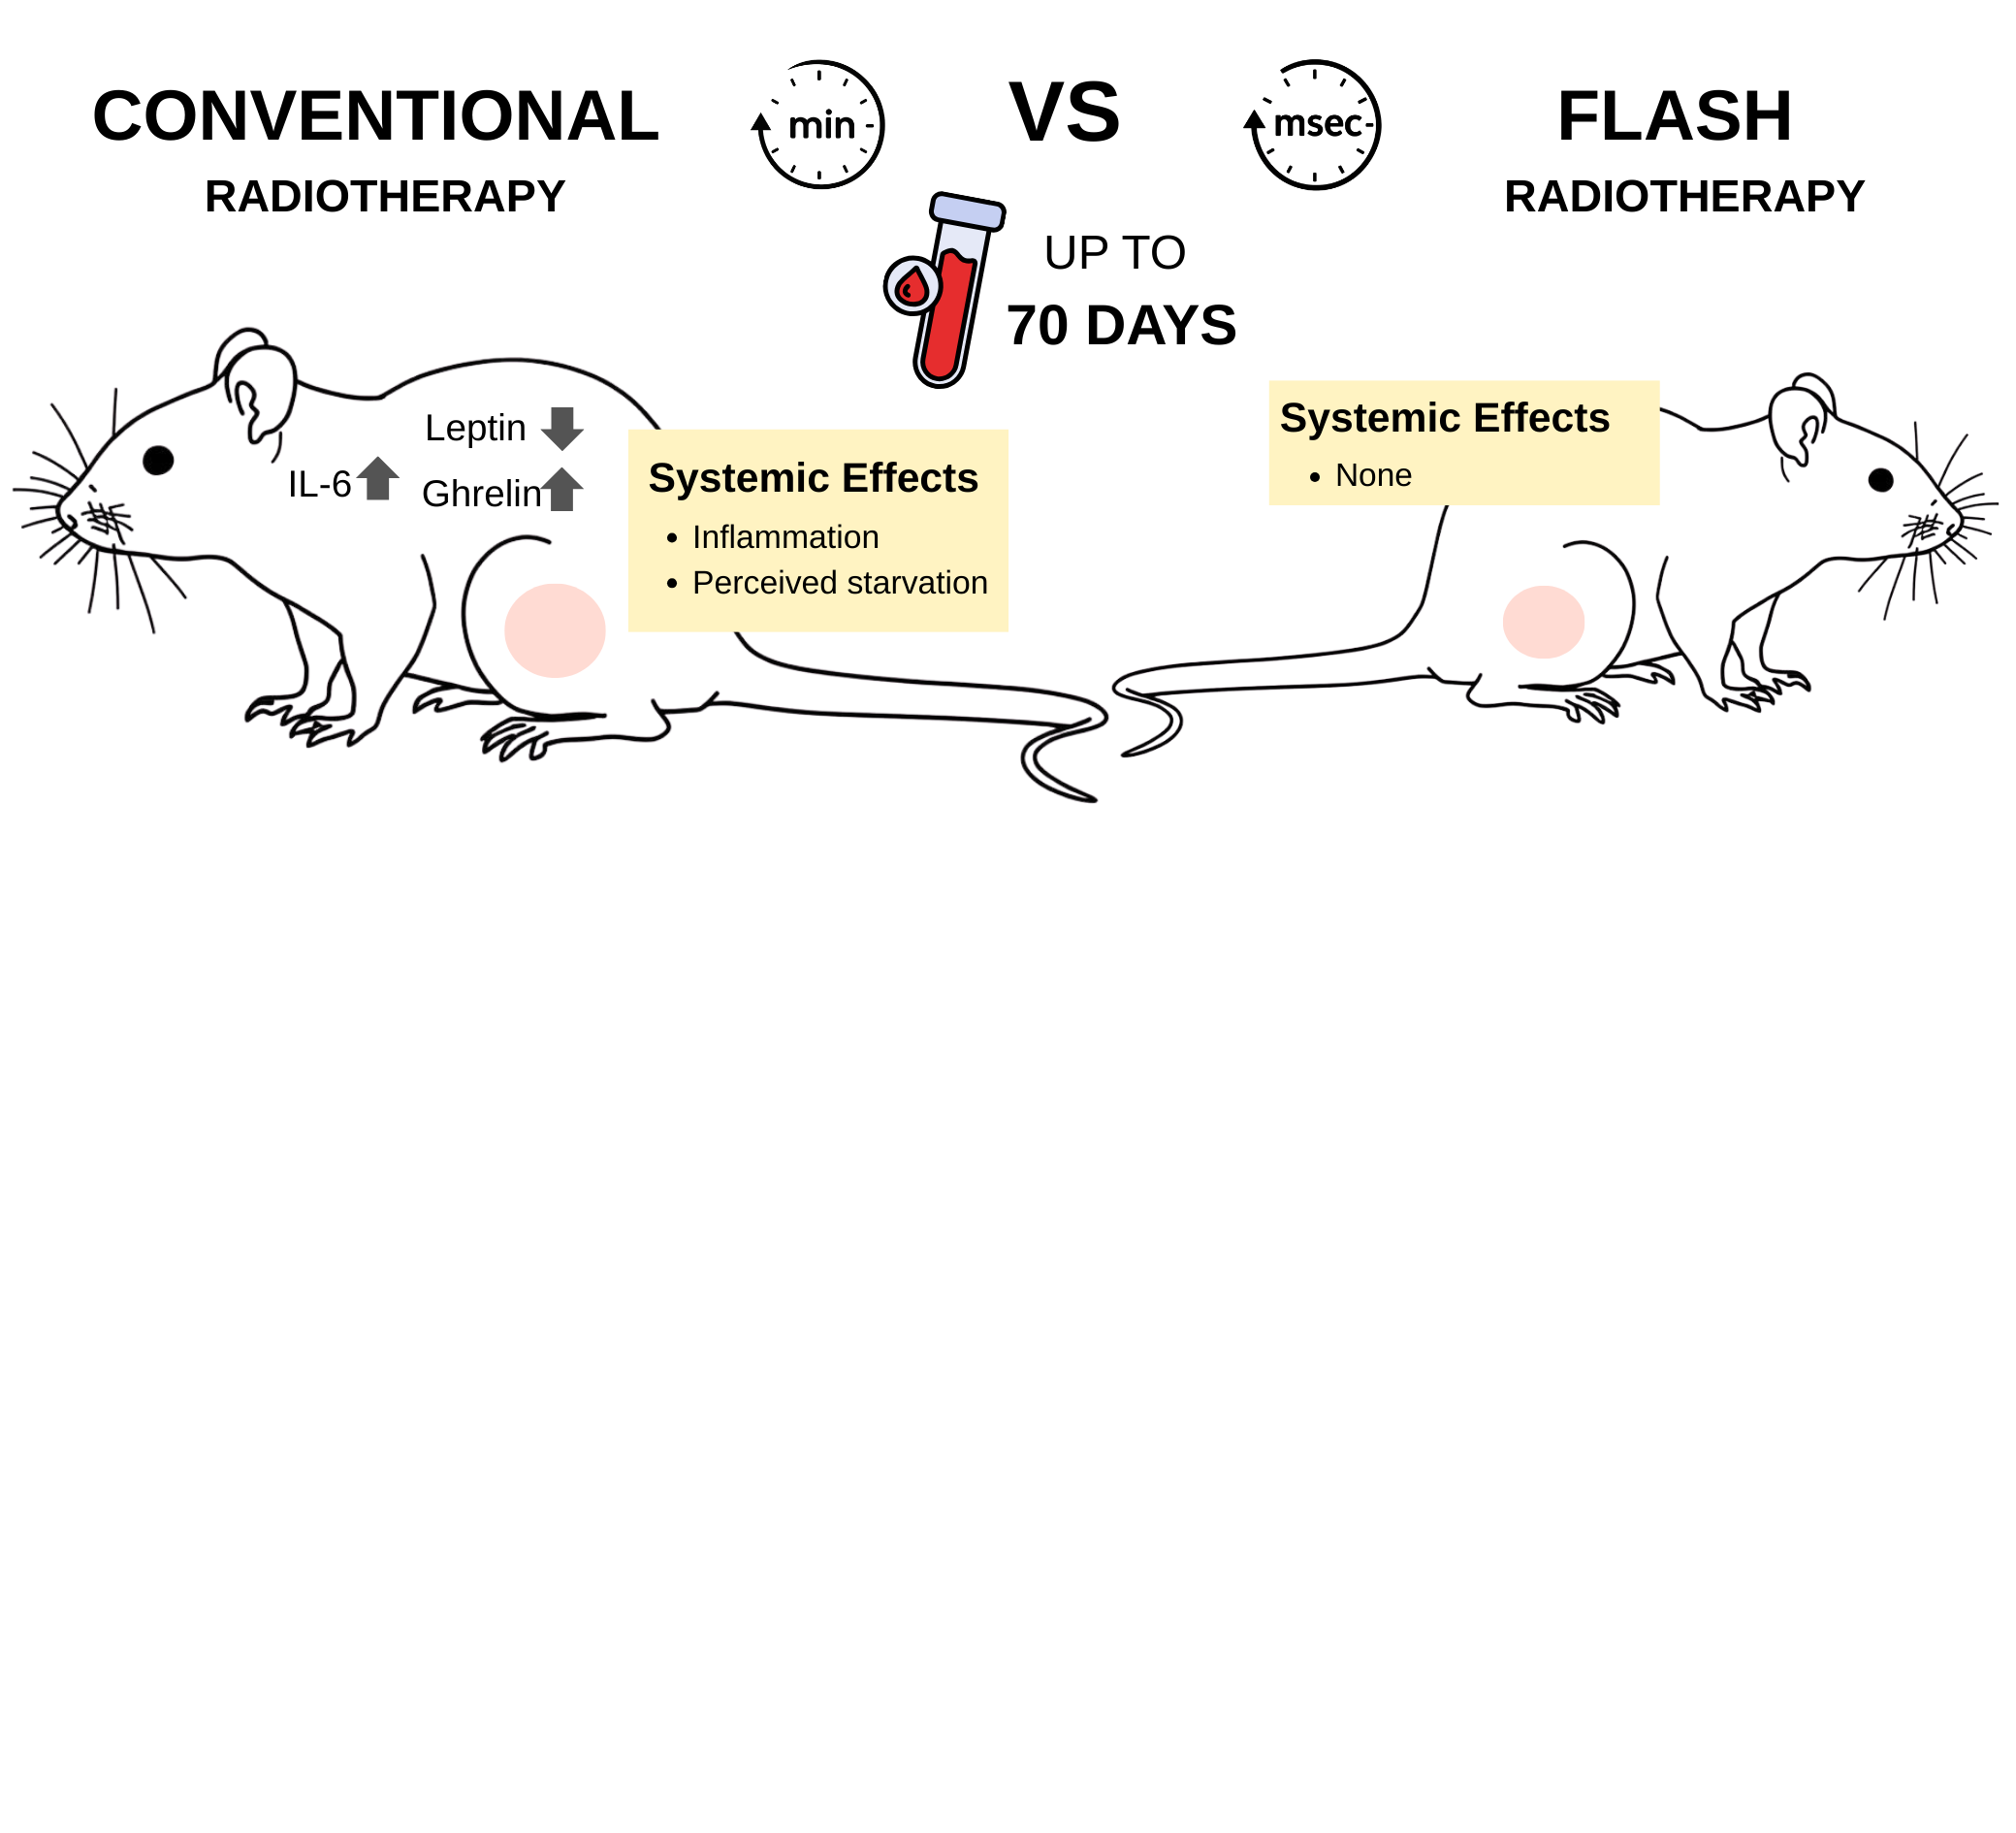 CONVENTIONAL
RADIOTHERAPY
min
VS
msec
FLASH
RADIOTHERAPY
UP TO
70 DAYS
Leptin
IL-6
Ghrelin
Systemic Effects
• Inflammation
• Perceived starvation
Systemic Effects
• None